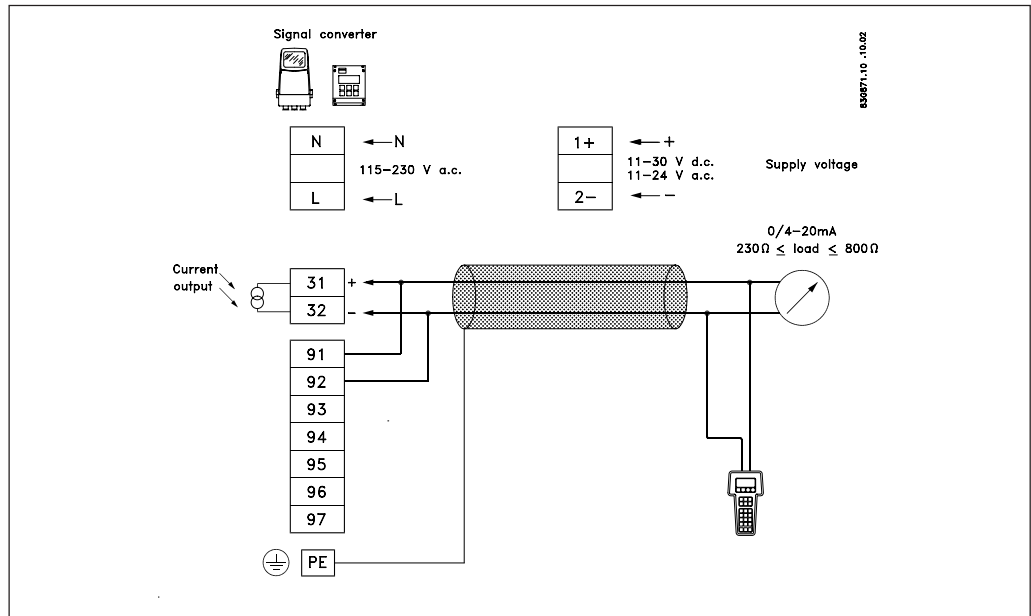 Signal converter
83G671.10 .10.02
N
N
115-230 V a.c.
L
L
1+
+
11-30 V d.c.
11-24 V a.c.
2-
-
Supply voltage
0/4-20mA
230Ω ≤ load ≤ 800Ω
Current
output
31
+
32
-
91
92
93
94
95
96
97
PE